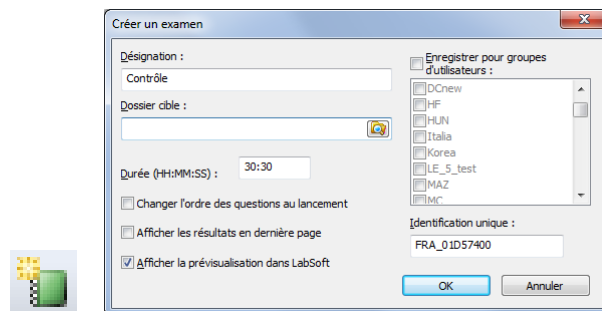 Créer un examen
Désignation :
Contrôle
Dossier cible :
Durée (HH:MM:SS) :
30:30
Changer l'ordre des questions au lancement
Afficher les résultats en dernière page
Afficher la prévisualisation dans LabSoft
Enregistrer pour groupes
d'utilisateurs :
DCnew
HF
HUN
Italia
Korea
LE_5_test
MAZ
MC
Identification unique :
FRA_01D57400
OK
Annuler